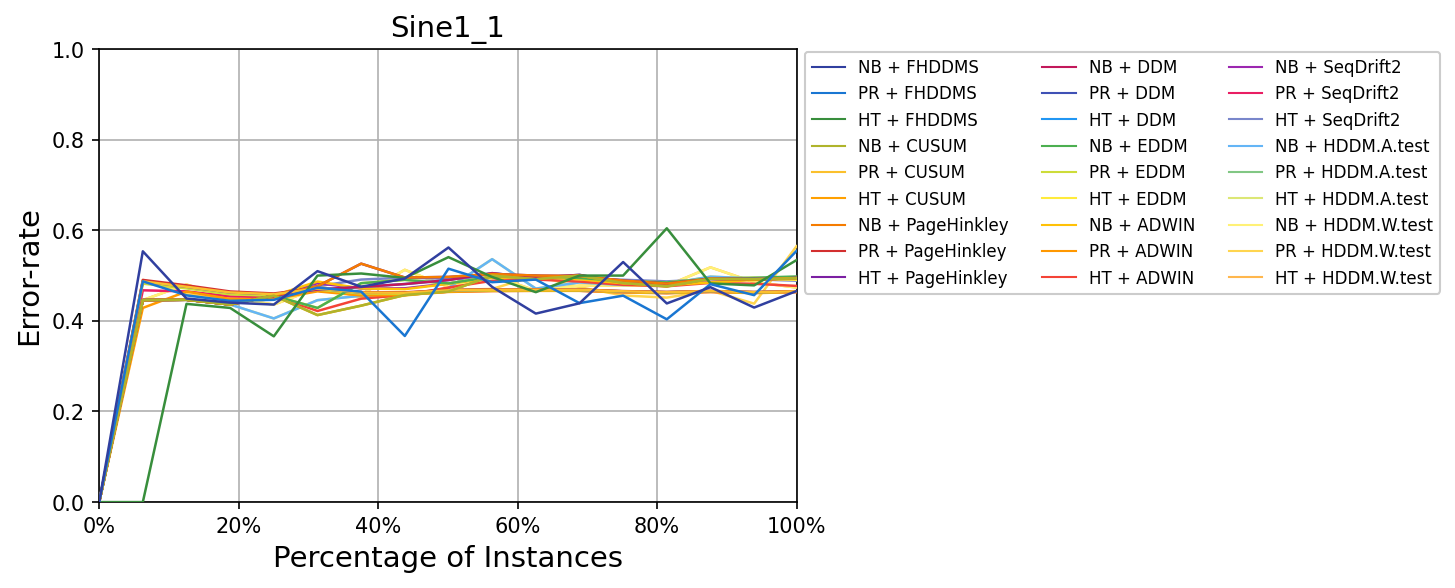 Sine1_1
1.0
0.8
0.6
0.4
0.2
0.0
Error-rate
0%
20%
40%
60%
80%
100%
Percentage of Instances
NB + FHDDMS
PR + FHDDMS
HT + FHDDMS
NB + CUSUM
PR + CUSUM
HT + CUSUM
NB + PageHinkley
PR + PageHinkley
HT + PageHinkley
NB + DDM
PR + DDM
HT + DDM
NB + EDDM
PR + EDDM
HT + EDDM
NB + ADWIN
PR + ADWIN
HT + ADWIN
NB + SeqDrift2
PR + SeqDrift2
HT + SeqDrift2
NB + HDDM.A.test
PR + HDDM.A.test
HT + HDDM.A.test
NB + HDDM.W.test
PR + HDDM.W.test
HT + HDDM.W.test